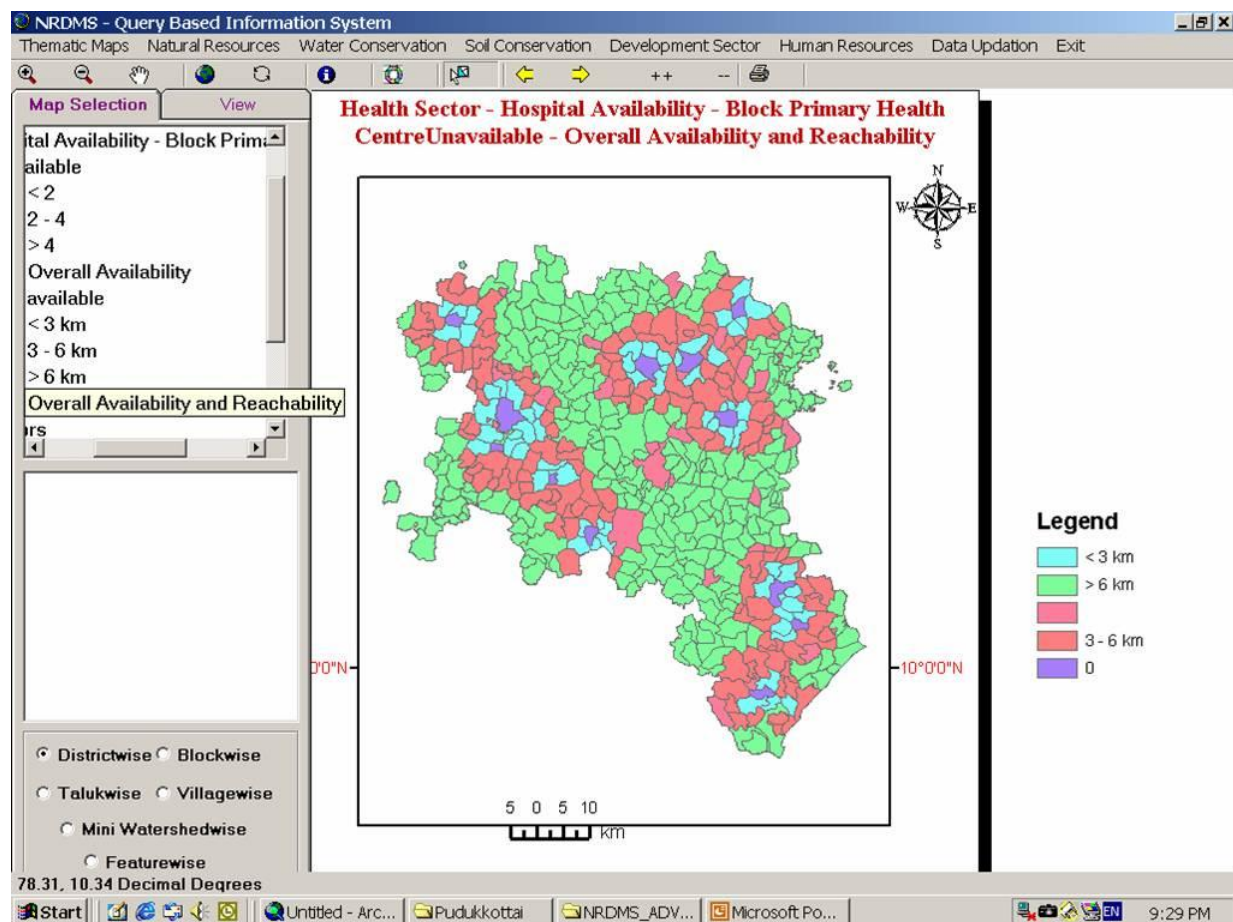 NRDMS - Query Based Information System
Thematic Maps Natural Resources Water Conservation Soil Conservation Development Sector Human Resources Data Updation Exit
++ --
Map Selection View
ital Availability - Block Prima
ailable
< 2
2 - 4
> 4
Overall Availability
available
< 3 km
3 - 6 km
> 6 km
Overall Availability and Reachability
rs
Health Sector - Hospital Availability - Block Primary Health
CentreUnavailable - Overall Availability and Reachability
N
W E
S
0'0"N
10°0'0"N
5 0 5 10
km
Legend
< 3 km
> 6 km
3 - 6 km
0
Districtwise Blockwise
Talukwise Villagewise
Mini Watershedwise
Featurewise
78.31, 10.34 Decimal Degrees
Start Untitled - Arc... Pudukkottai NRDMS_ADV... Microsoft Po... EN 9:29 PM